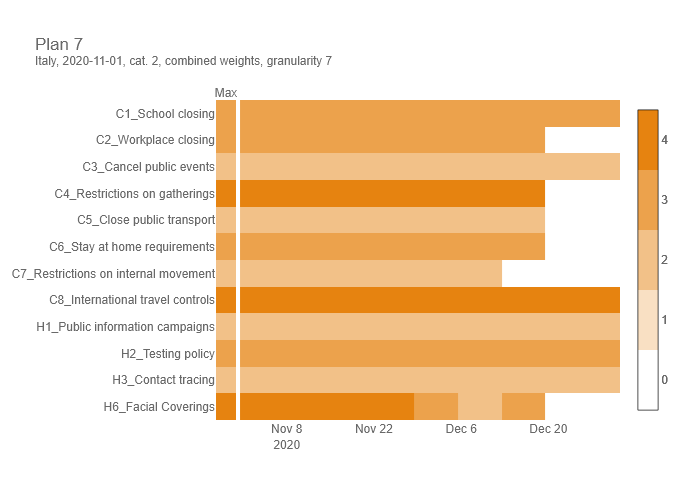 Plan 7
Italy, 2020-11-01, cat. 2, combined weights, granularity 7
Max
C1_School closing
C2_Workplace closing
C3_Cancel public events
C4_Restrictions on gatherings
C5_Close public transport
C6_Stay at home requirements
C7_Restrictions on internal movement
C8_International travel controls
H1_Public information campaigns
H2_Testing policy
H3_Contact tracing
H6_Facial Coverings
Nov 8
2020
Nov 22
Dec 6
Dec 20
4
3
2
1
0